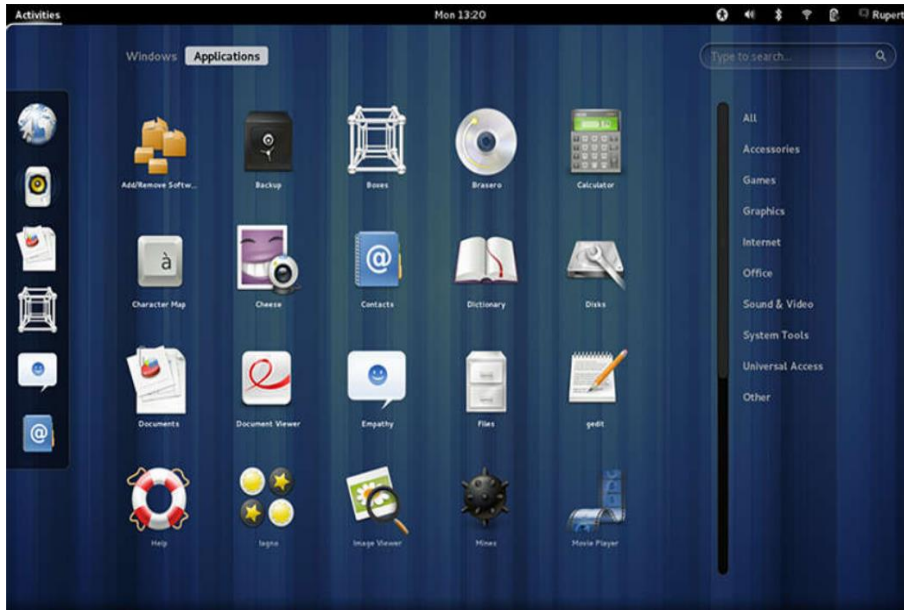 Activities Mon 13:20 Rupert
Windows Applications Type to search...
Add/Remove Softw... Backup Boxes Brasero Calculator
Character Map Cheese Contacts Dictionary Disks
Documents Document Viewer Empathy Files gedit
Help Iagno Image Viewer Mines Movie Player
All
Accessories
Games
Graphics
Internet
Office
Sound & Video
System Tools
Universal Access
Other